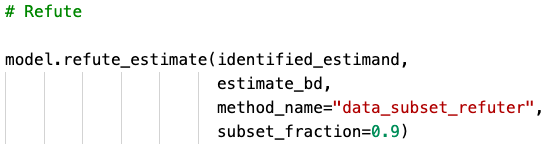 # Refute
model.refute_estimate(identified_estimand,
estimate_bd,
method_name="data_subset_refuter",
subset_fraction=0.9)